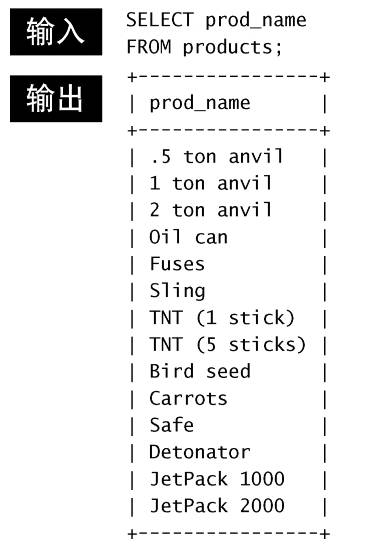 输入
SELECT prod_name
FROM products;
输出
+---------------+
| prod_name     |
+---------------+
| .5 ton anvil  |
| 1 ton anvil   |
| 2 ton anvil   |
| Oil can       |
| Fuses         |
| Sling         |
| TNT (1 stick) |
| TNT (5 sticks) |
| Bird seed     |
| Carrots       |
| Safe          |
| Detonator     |
| JetPack 1000  |
| JetPack 2000  |
+---------------+